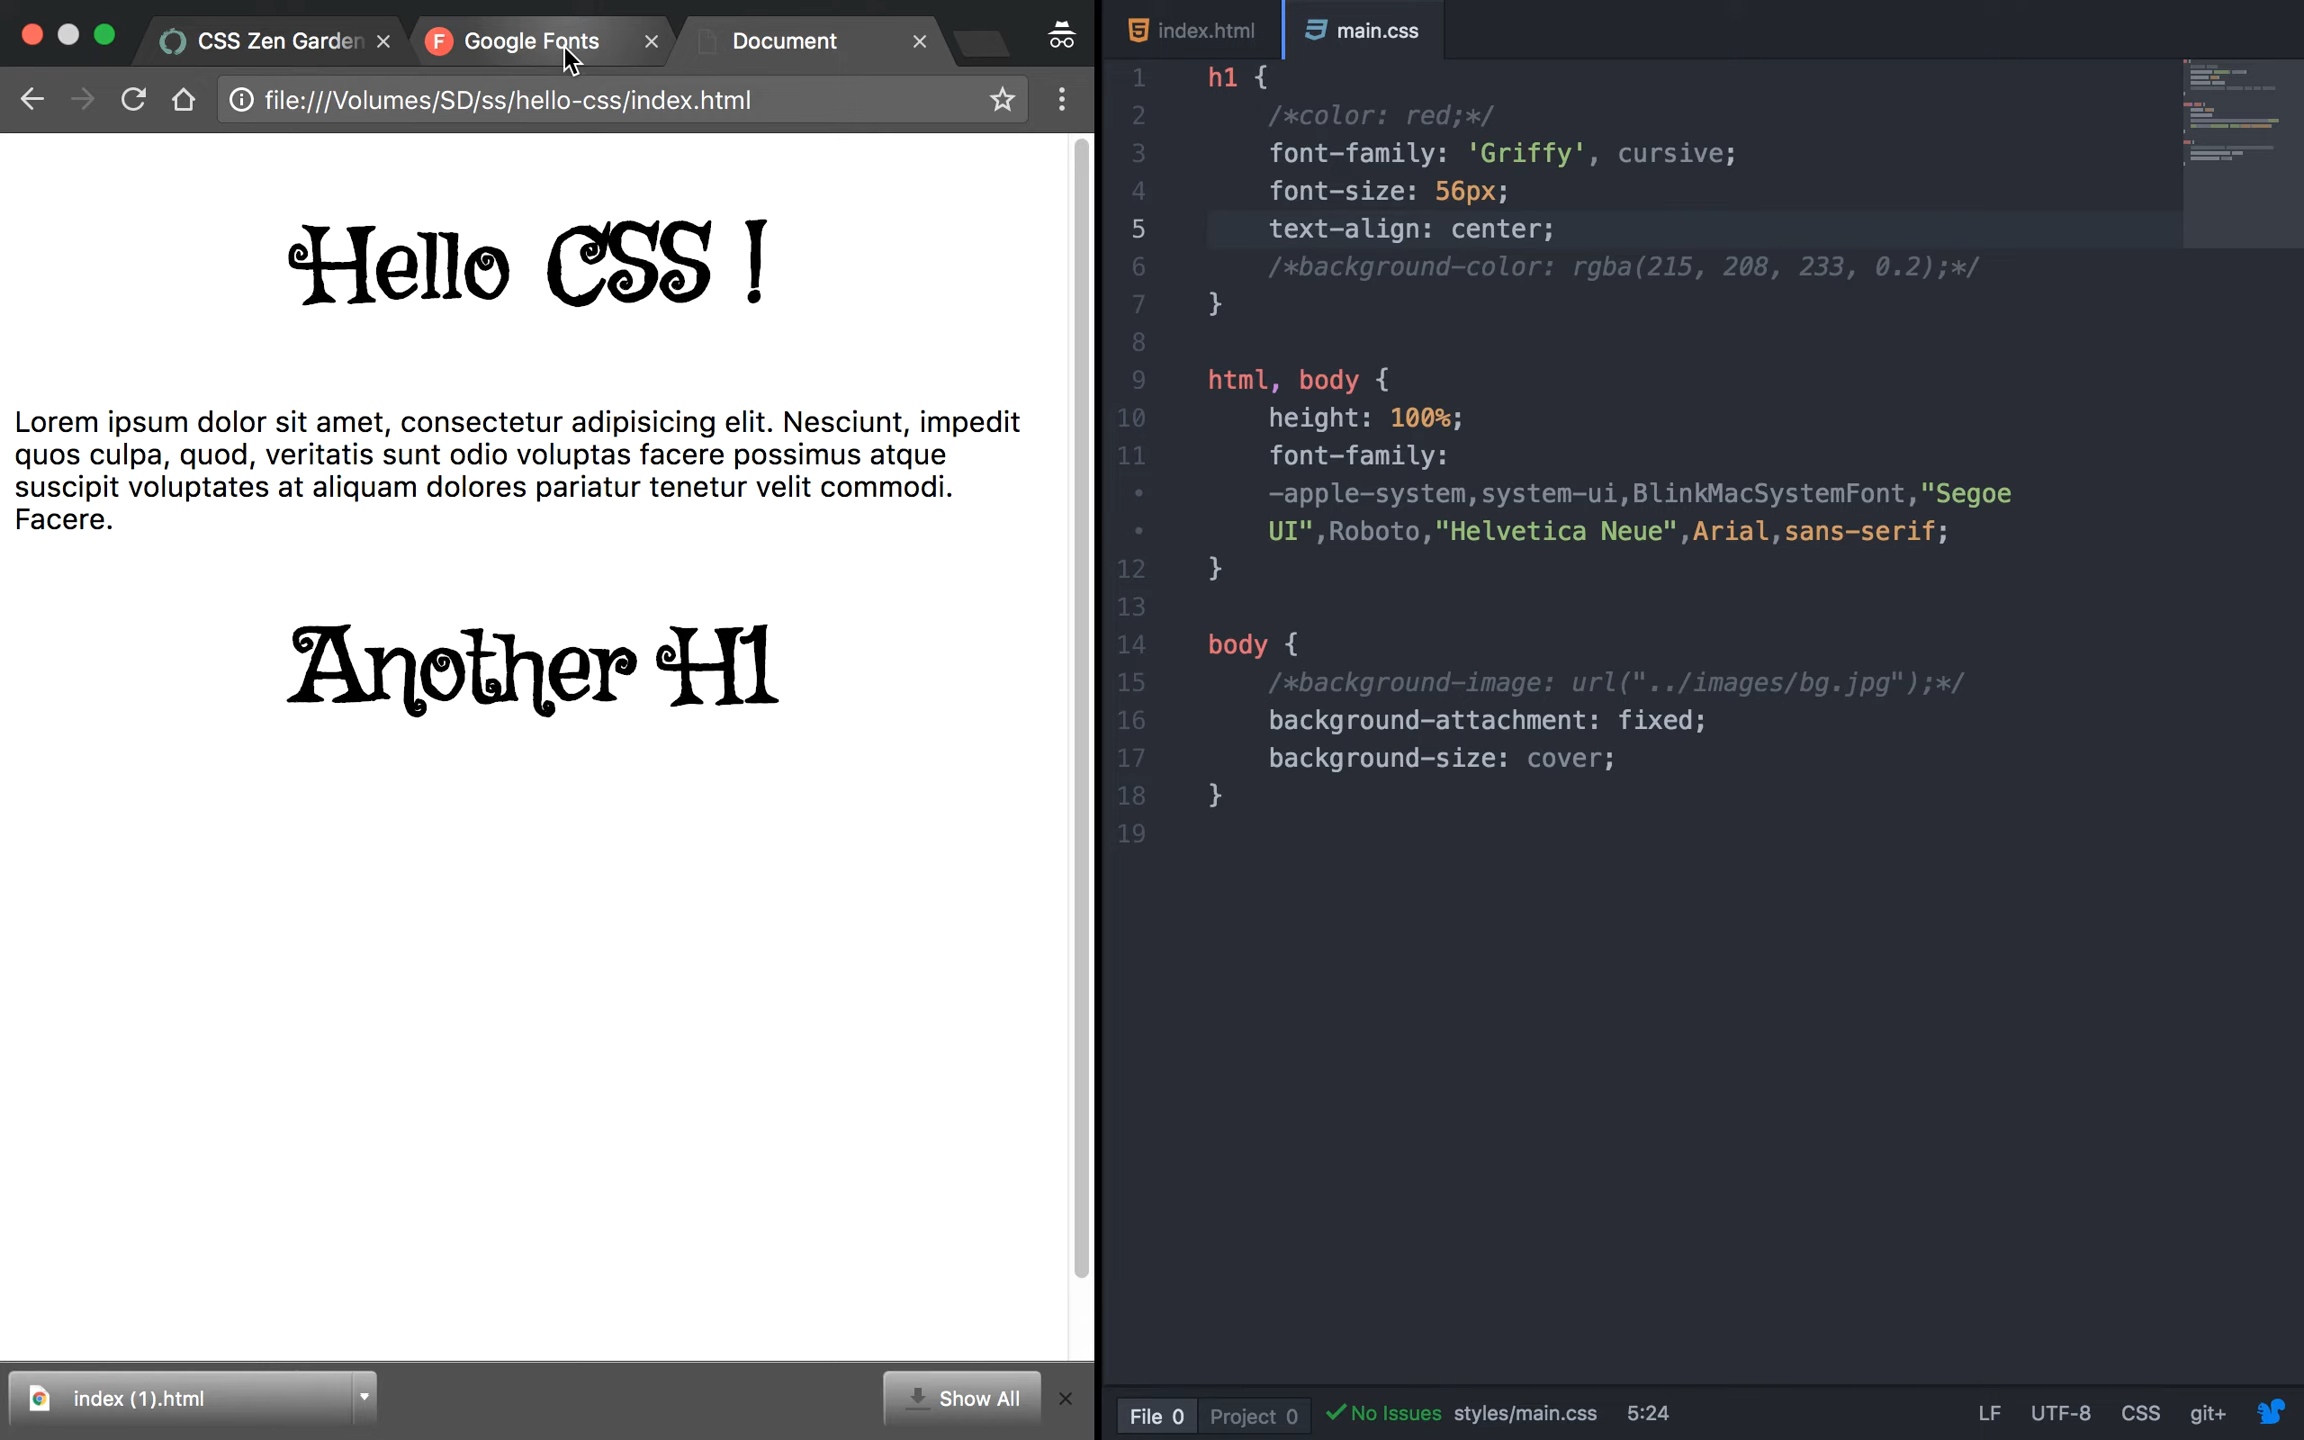 CSS Zen Garden
Google Fonts
Document
file:///Volumes/SD/ss/hello-css/index.html
Hello CSS !
Lorem ipsum dolor sit amet, consectetur adipisicing elit. Nesciunt, impedit
quos culpa, quod, veritatis sunt odio voluptas facere possimus atque
suscipit voluptates at aliquam dolores pariatur tenetur velit commodi.
Facere.
Another H1
index (1).html
Show All
index.html
main.css
1 h1 {
2 /*color: red;*/
3 font-family: 'Griffy', cursive;
4 font-size: 56px;
5 text-align: center;
6 /*background-color: rgba(215, 208, 233, 0.2);*/
7 }
8
9 html, body {
10 height: 100%;
11 font-family:
• -apple-system,system-ui,BlinkMacSystemFont,"Segoe
• UI",Roboto,"Helvetica Neue",Arial,sans-serif;
12 }
13
14 body {
15 /*background-image: url("../images/bg.jpg");*/
16 background-attachment: fixed;
17 background-size: cover;
18 }
19
File 0 Project 0 No Issues styles/main.css 5:24 LF UTF-8 CSS git+